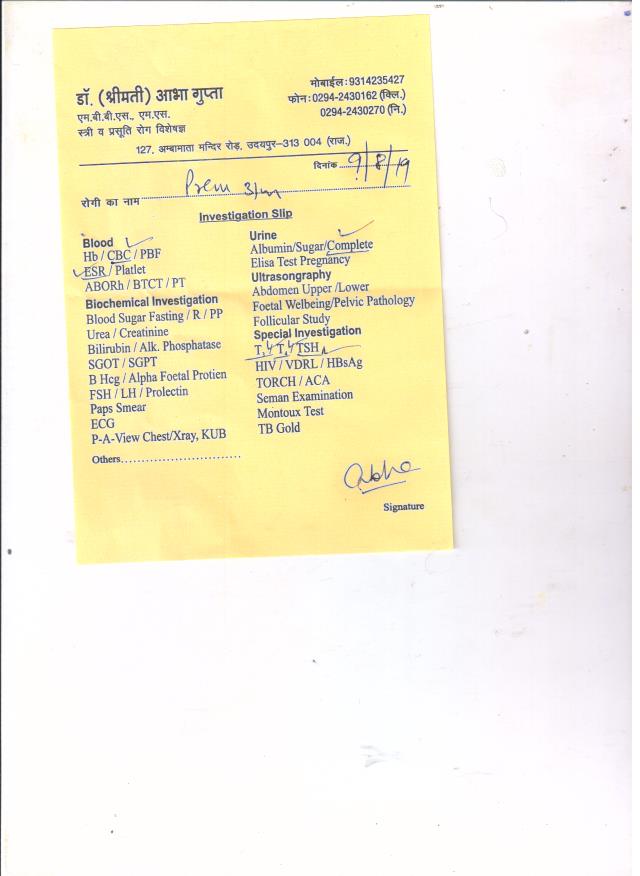 डॉ. (श्रीमती) आभा गुप्ता
एम.बी.बी.एस., एम.एस.
स्त्री व प्रसूति रोग विशेषज्ञ
मोबाईल : 9314235427
फोन : 0294-2430162 (क्लि.)
0294-2430270 (नि.)
127, अम्बामाता मन्दिर रोड़, उदयपुर-313 004 (राज.)
दिनांक 9/8/19
रोगी का नाम Prem
Investigation Slip
Blood
Hb / CBC / PBF
ESR / Platlet
ABORh / BTCT / PT
Biochemical Investigation
Blood Sugar Fasting / R / PP
Urea / Creatinine
Bilirubin / Alk. Phosphatase
SGOT / SGPT
B Hcg / Alpha Foetal Protien
FSH / LH / Prolectin
Paps Smear
ECG
P-A-View Chest/Xray, KUB
Others............................
Urine
Albumin/Sugar/Complete
Elisa Test Pregnancy
Ultrasongraphy
Abdomen Upper /Lower
Foetal Welbeing/Pelvic Pathology
Follicular Study
Special Investigation
T, T, TSH
HIV / VDRL / HBsAg
TORCH / ACA
Seman Examination
Montoux Test
TB Gold
Abha
Signature